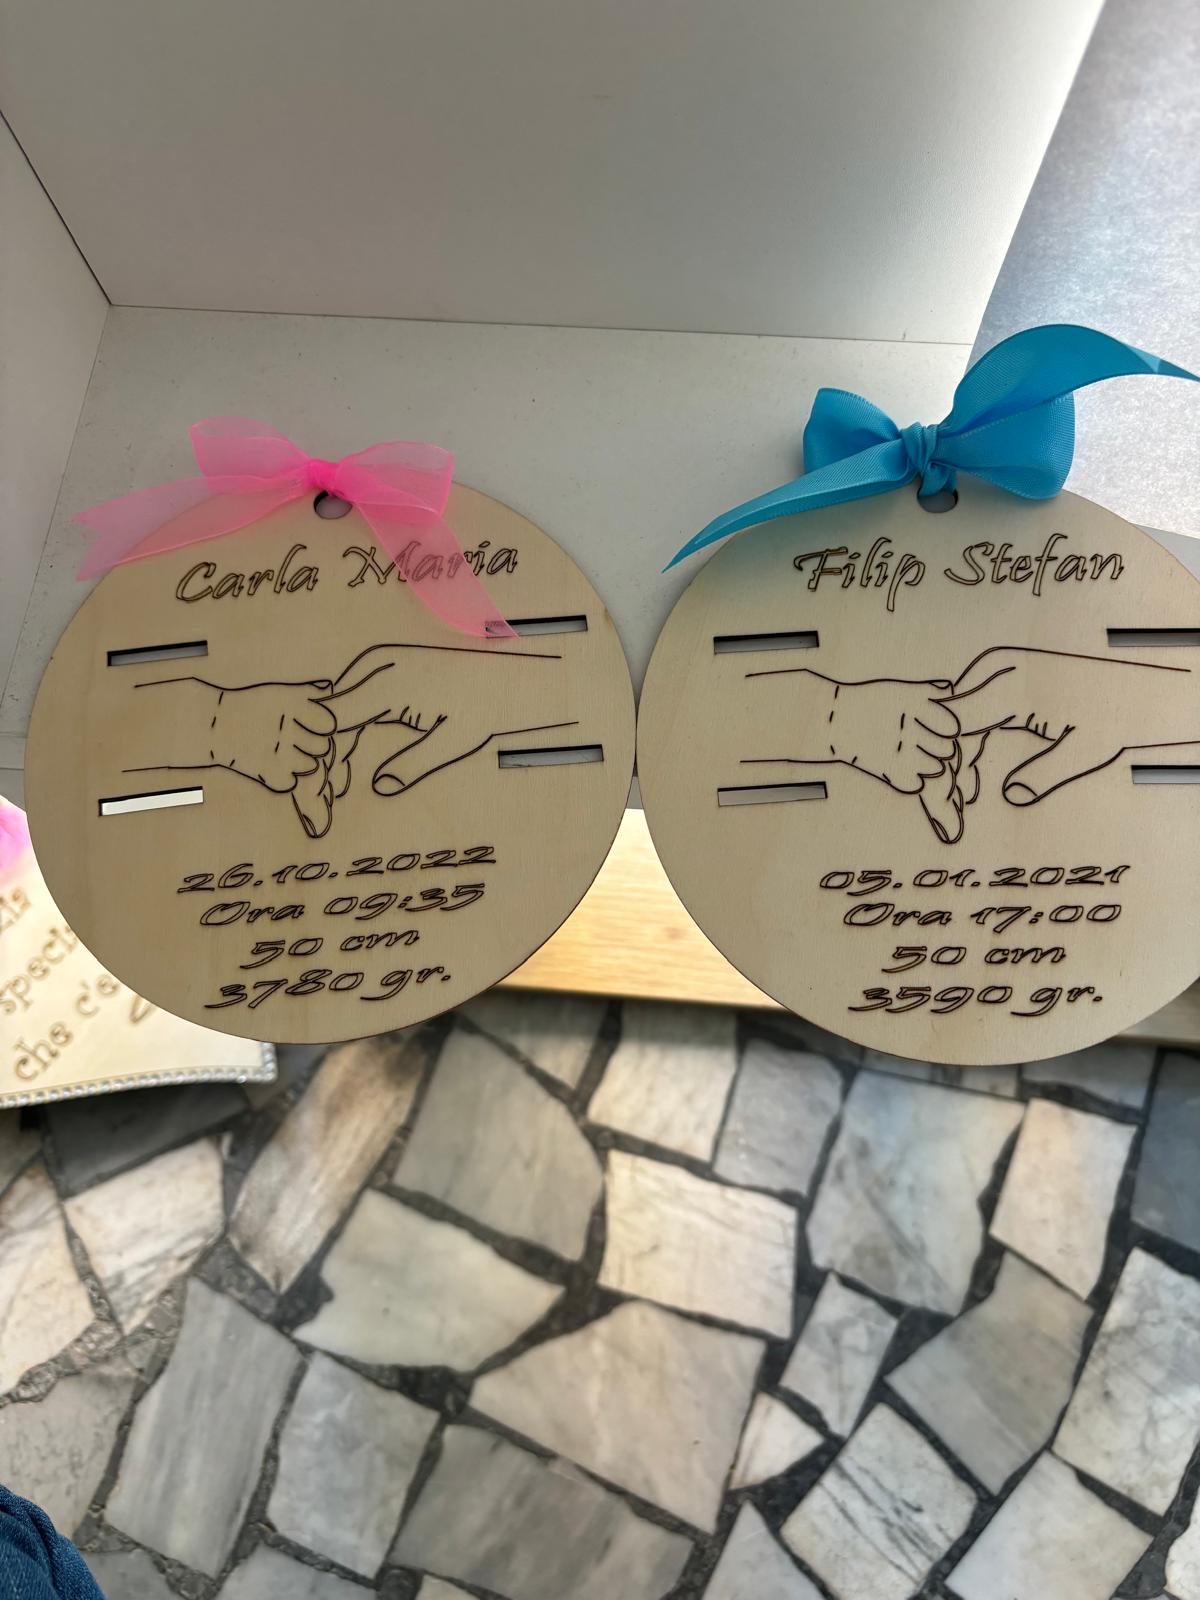 Carla Maria
26.10.2022
Ora 09:35
50 cm
3780 gr.
Filip Stefan
05.01.2021
Ora 17:00
50 cm
3590 gr.
che c'e